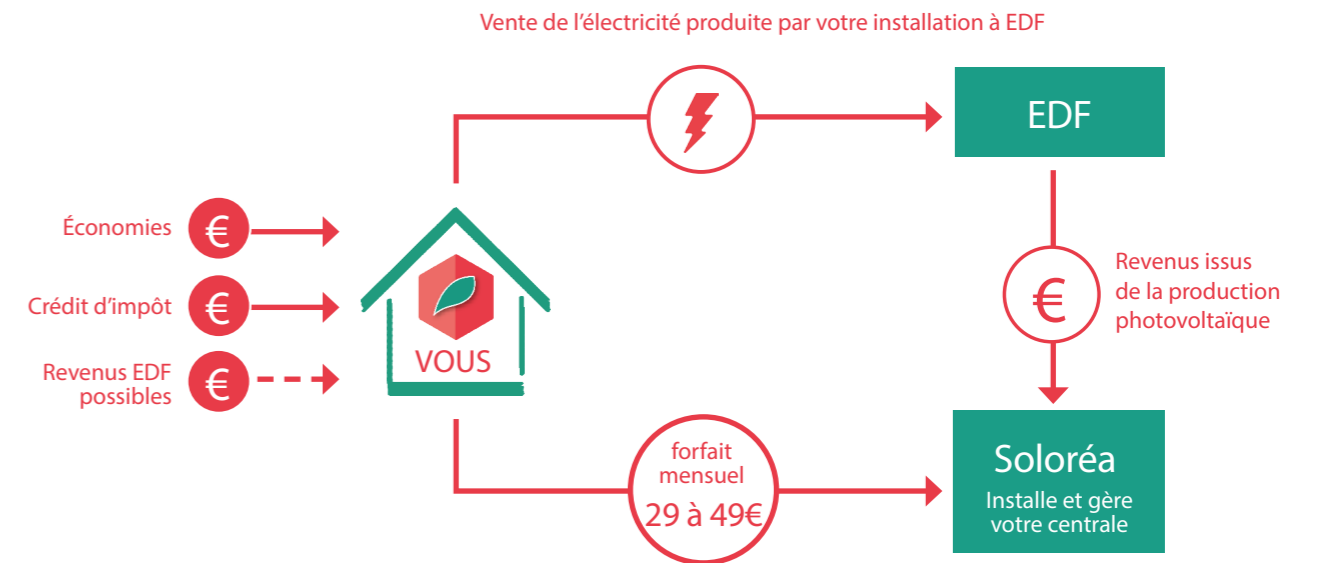 Vente de l'électricité produite par votre installation à EDF
EDF
Économies
€
Crédit d'impôt
€
Revenus EDF
possibles
€
VOUS
€
Revenus issus
de la production
photovoltaïque
forfait
mensuel
29 à 49€
Soloréa
Installe et gère
votre centrale